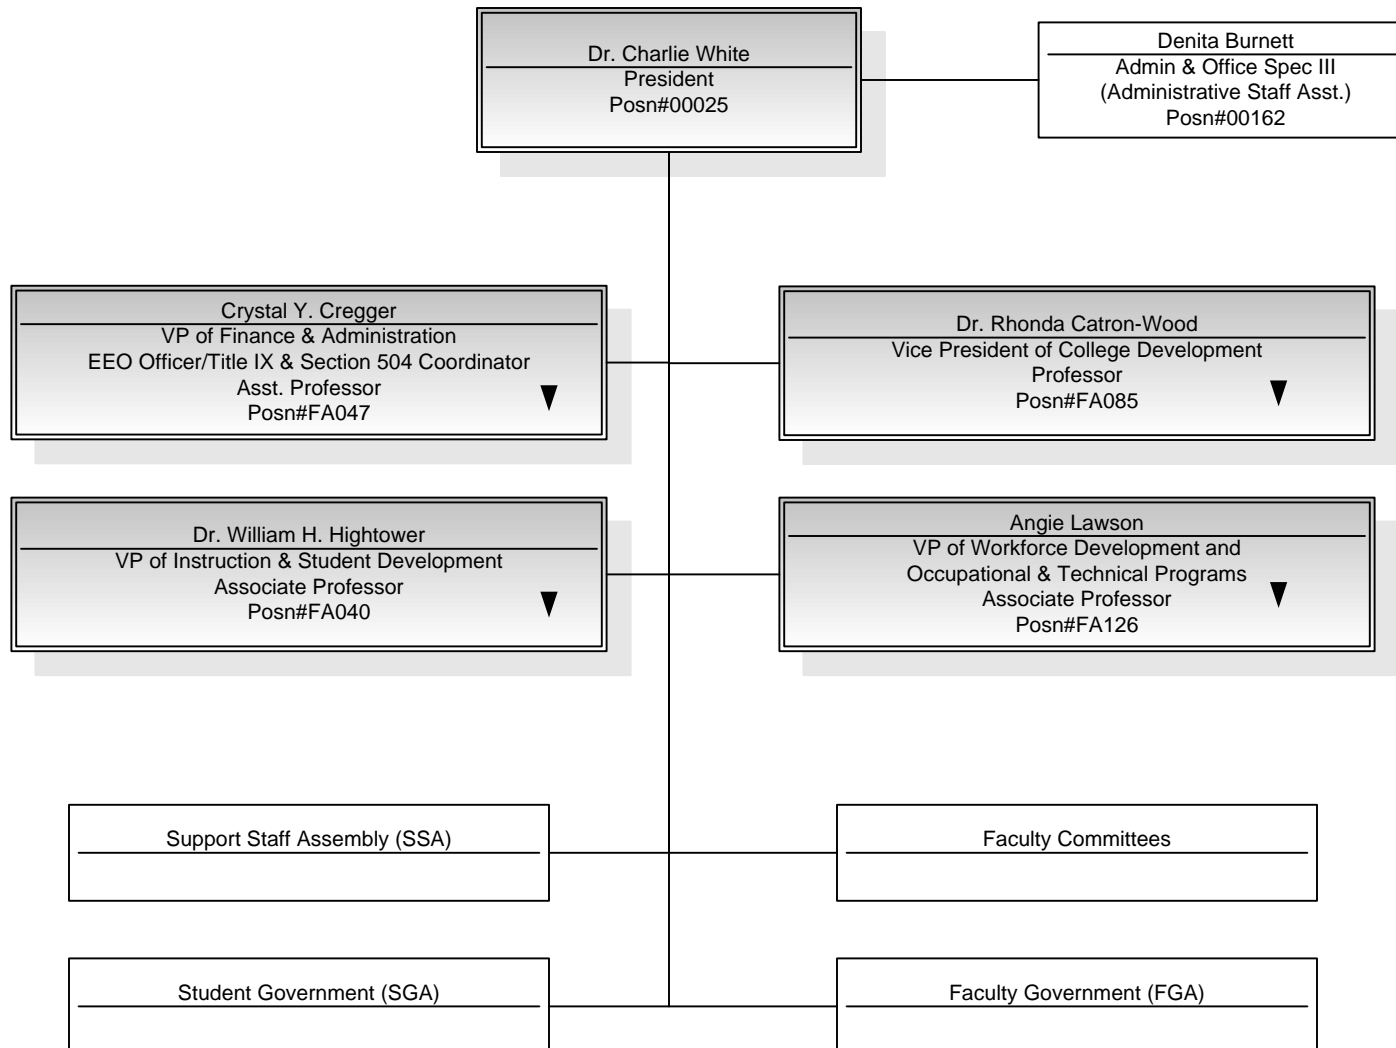 Dr. Charlie White
President
Posn#00025
Denita Burnett
Admin & Office Spec III
(Administrative Staff Asst.)
Posn#00162
Crystal Y. Cregger
VP of Finance & Administration
EEO Officer/Title IX & Section 504 Coordinator
Asst. Professor
Posn#FA047
Dr. Rhonda Catron-Wood
Vice President of College Development
Professor
Posn#FA085
Dr. William H. Hightower
VP of Instruction & Student Development
Associate Professor
Posn#FA040
Angie Lawson
VP of Workforce Development and
Occupational & Technical Programs
Associate Professor
Posn#FA126
Support Staff Assembly (SSA)
Faculty Committees
Student Government (SGA)
Faculty Government (FGA)